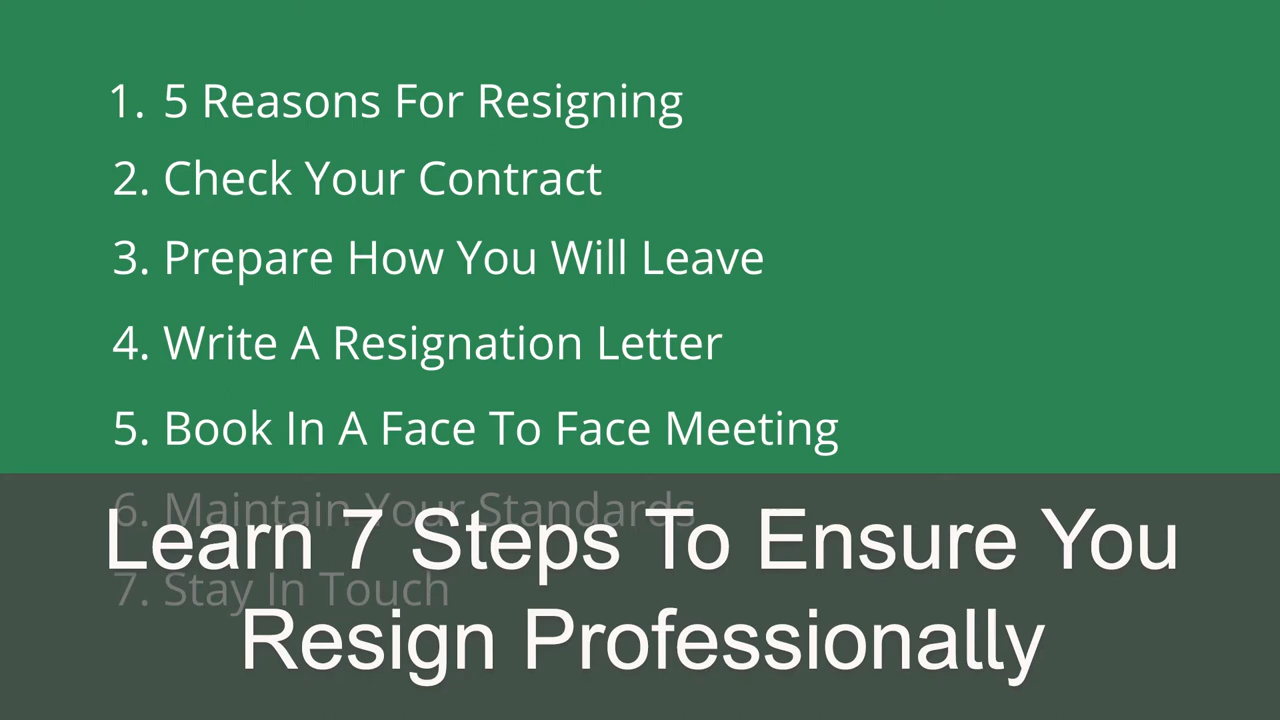 1. 5 Reasons For Resigning
2. Check Your Contract
3. Prepare How You Will Leave
4. Write A Resignation Letter
5. Book In A Face To Face Meeting
6. Maintain Your Standards
Learn 7 Steps To Ensure You
7. Stay In Touch
Resign Professionally